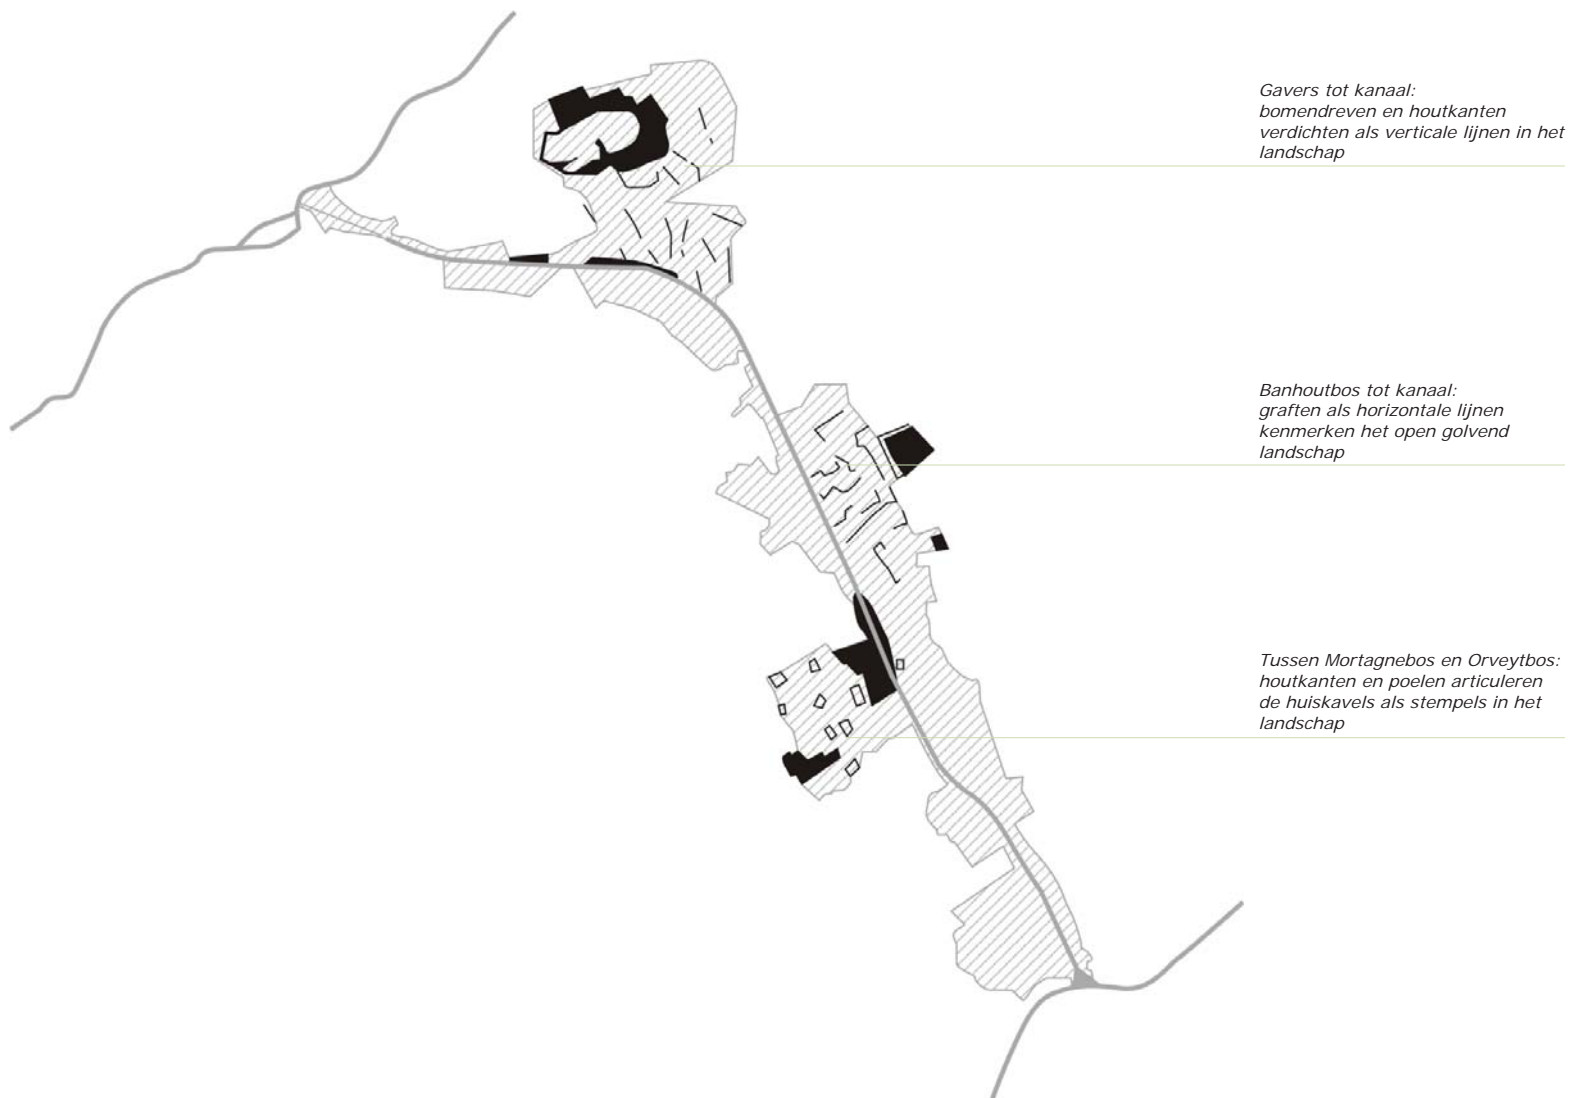 Gavers tot kanaal:
bomendreven en houtkanten
verdichten als verticale lijnen in het
landschap
Banhoutbos tot kanaal:
graften als horizontale lijnen
kenmerken het open golvend
landschap
Tussen Mortagnebos en Orveytbos:
houtkanten en poelen articuleren
de huiskavels als stempels in het
landschap